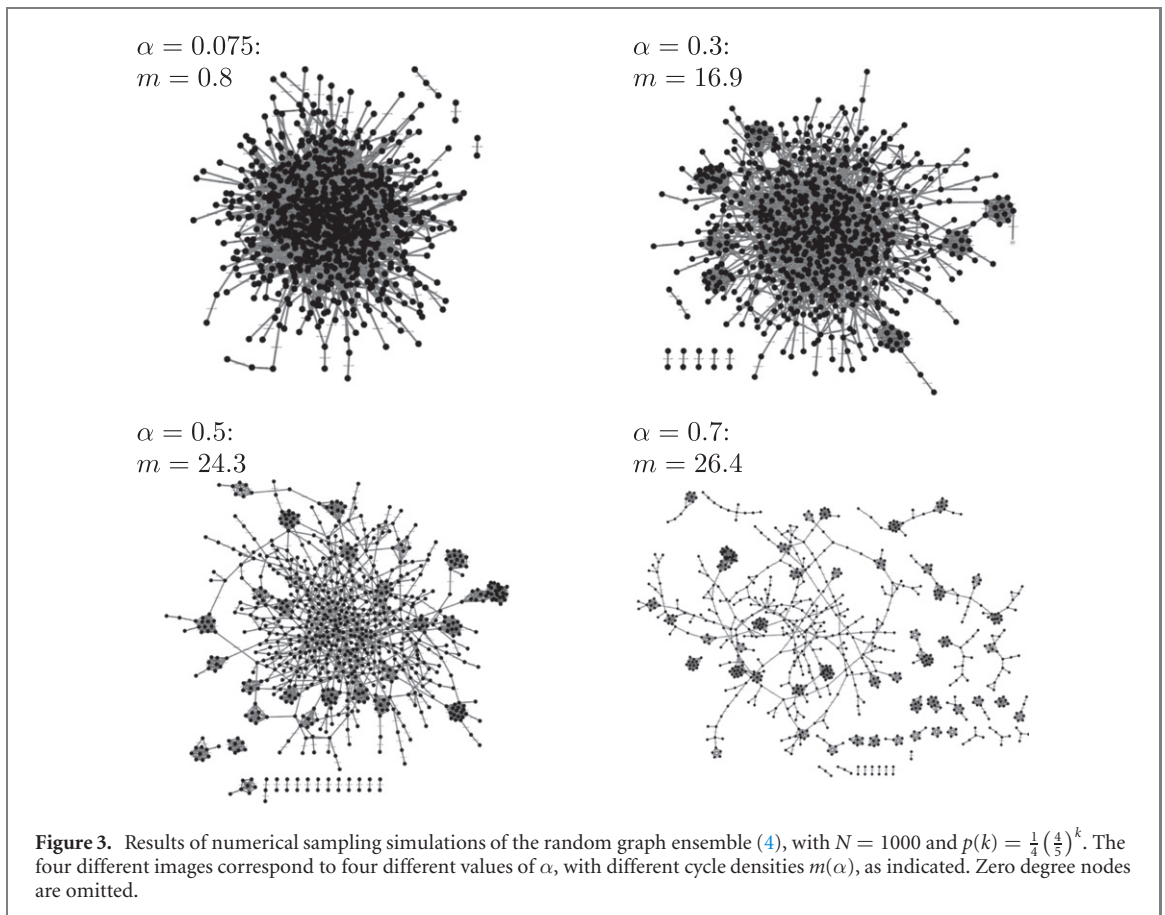 α = 0.075:
m = 0.8
α = 0.3:
m = 16.9
α = 0.5:
m = 24.3
α = 0.7:
m = 26.4
Figure 3. Results of numerical sampling simulations of the random graph ensemble (4), with N = 1000 and p(k) = 1/4 (4/5)^k. The
four different images correspond to four different values of α, with different cycle densities m(α), as indicated. Zero degree nodes
are omitted.